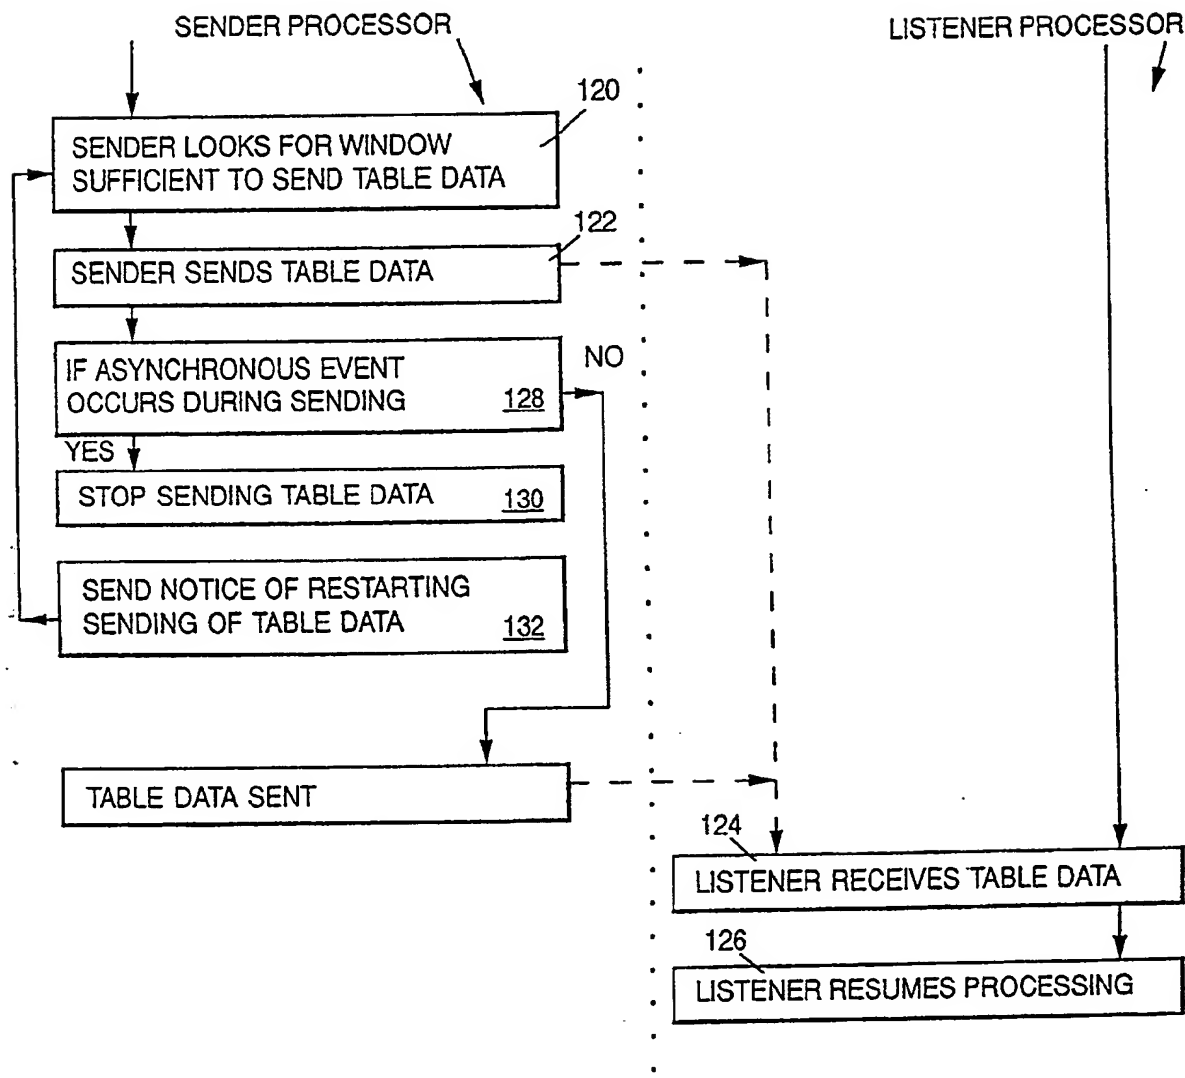 SENDER PROCESSOR
LISTENER PROCESSOR
120
SENDER LOOKS FOR WINDOW
SUFFICIENT TO SEND TABLE DATA
122
SENDER SENDS TABLE DATA
IF ASYNCHRONOUS EVENT
OCCURS DURING SENDING 128
NO
YES
STOP SENDING TABLE DATA 130
SEND NOTICE OF RESTARTING
SENDING OF TABLE DATA 132
TABLE DATA SENT
124
LISTENER RECEIVES TABLE DATA
126
LISTENER RESUMES PROCESSING